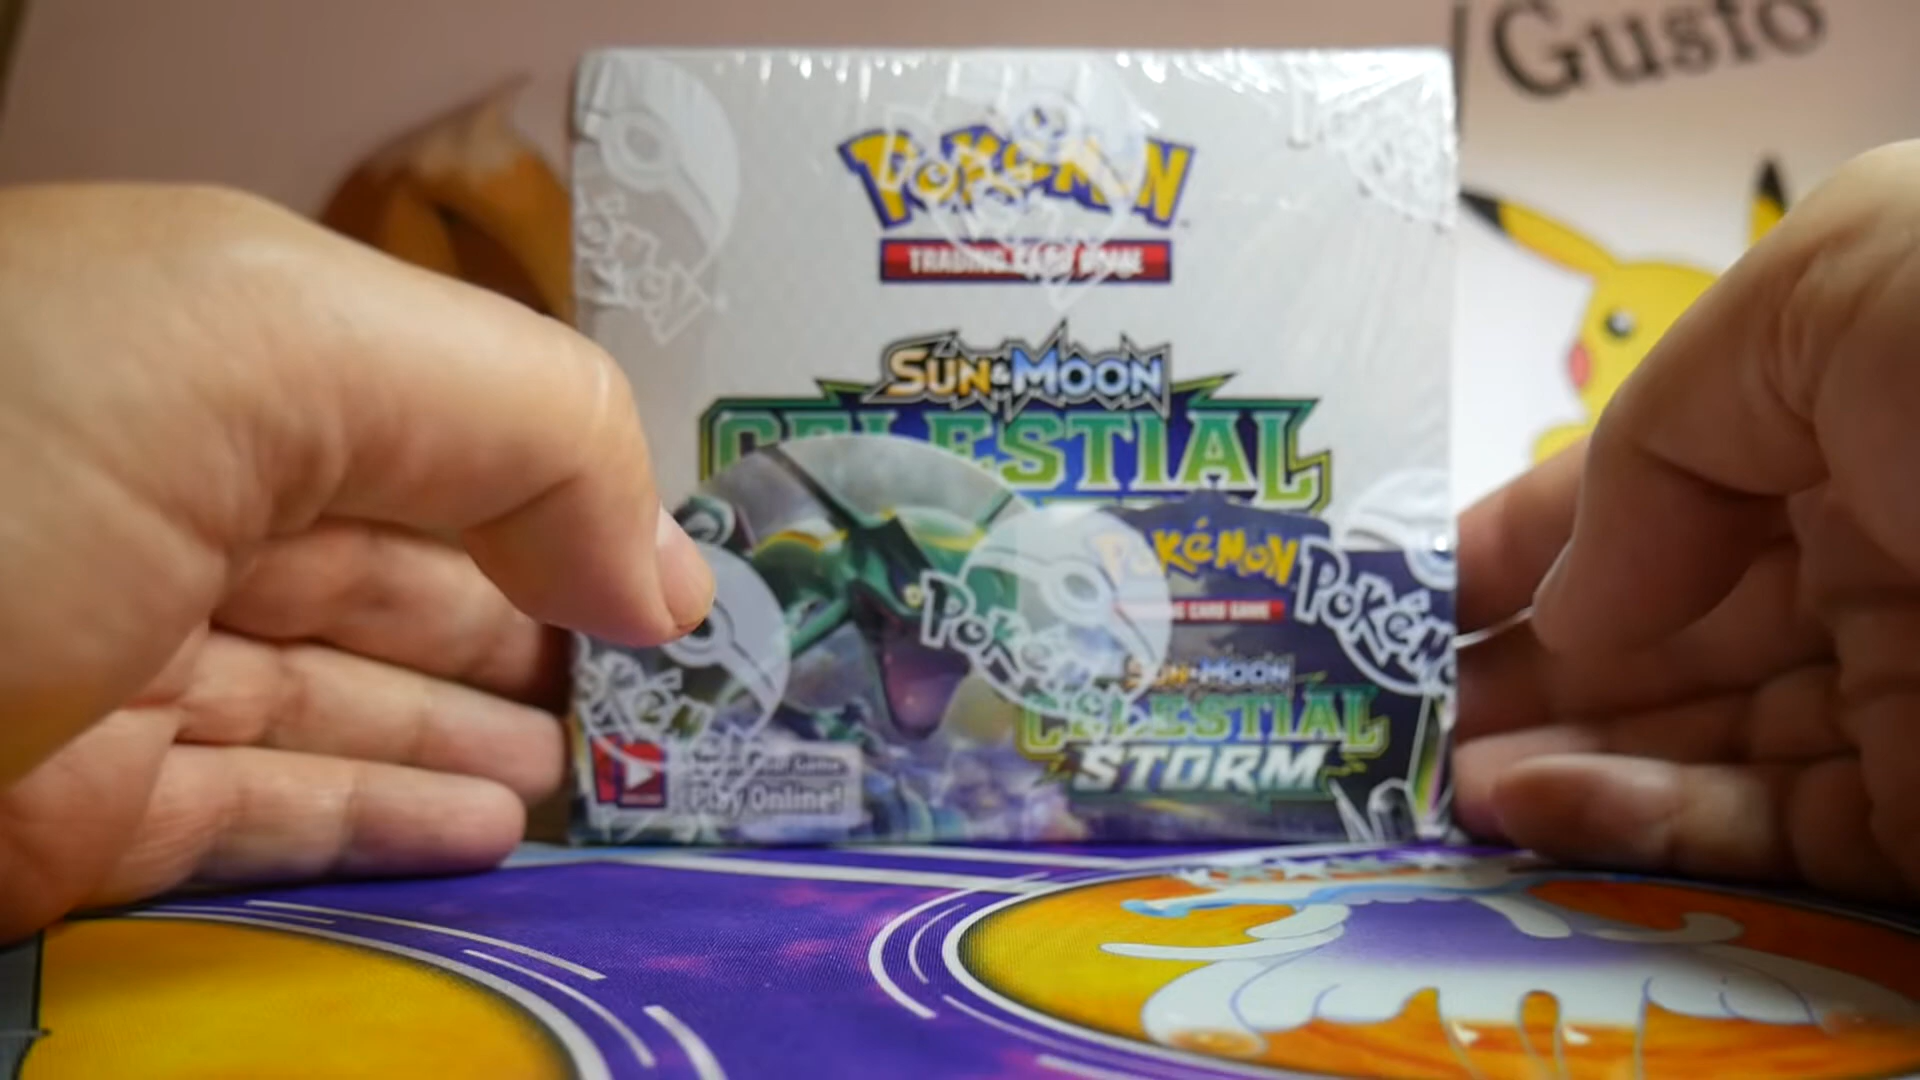 Gusto
POKÉMON
TRADING CARD GAME
SUN & MOON
CELESTIAL
POKÉMON
TRADING CARD GAME
Pokémon
Pokém
SUN & MOON
CELESTIAL
STORM
Play Online!